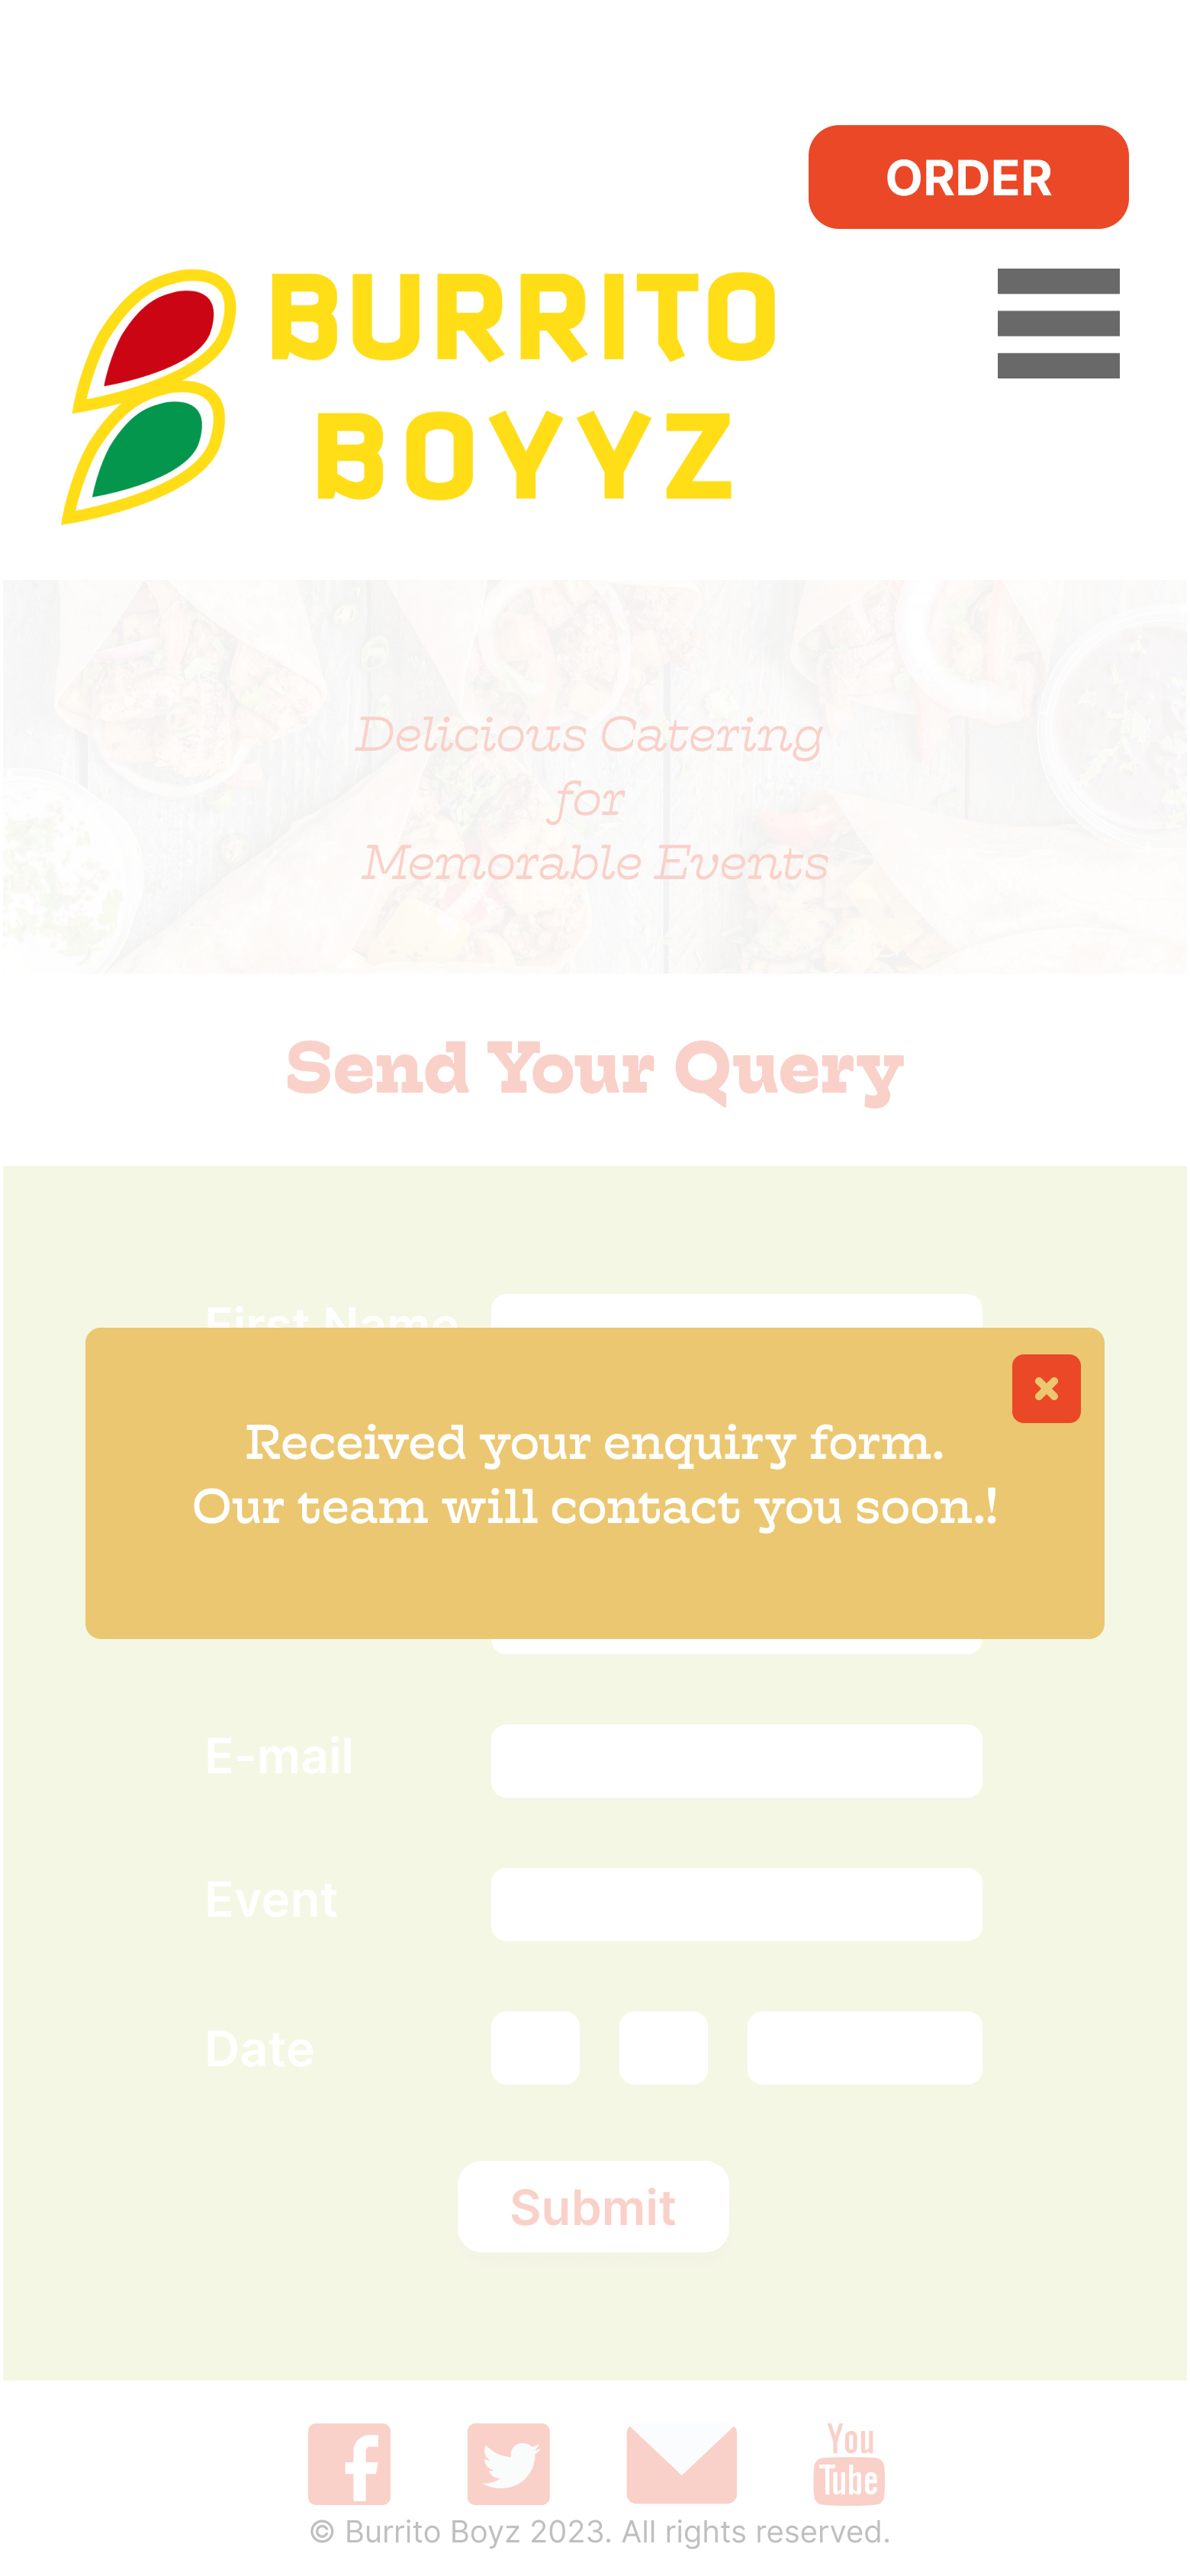 ORDER
BURRITO
BOYYZ
Delicious Catering
for
Memorable Events
Send Your Query
First Name
Received your enquiry form.
Our team will contact you soon.!
E-mail
Event
Date
Submit
You
Tube
© Burrito Boyz 2023. All rights reserved.